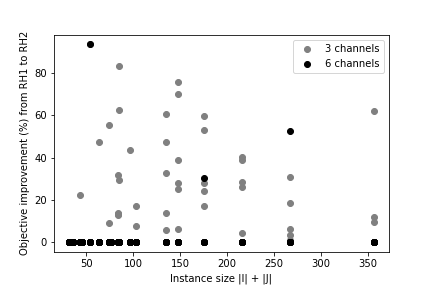 3 channels
6 channels
Objective improvement (%) from RH1 to RH2
80
60
40
20
0
50 100 150 200 250 300 350
Instance size |I| + |J|